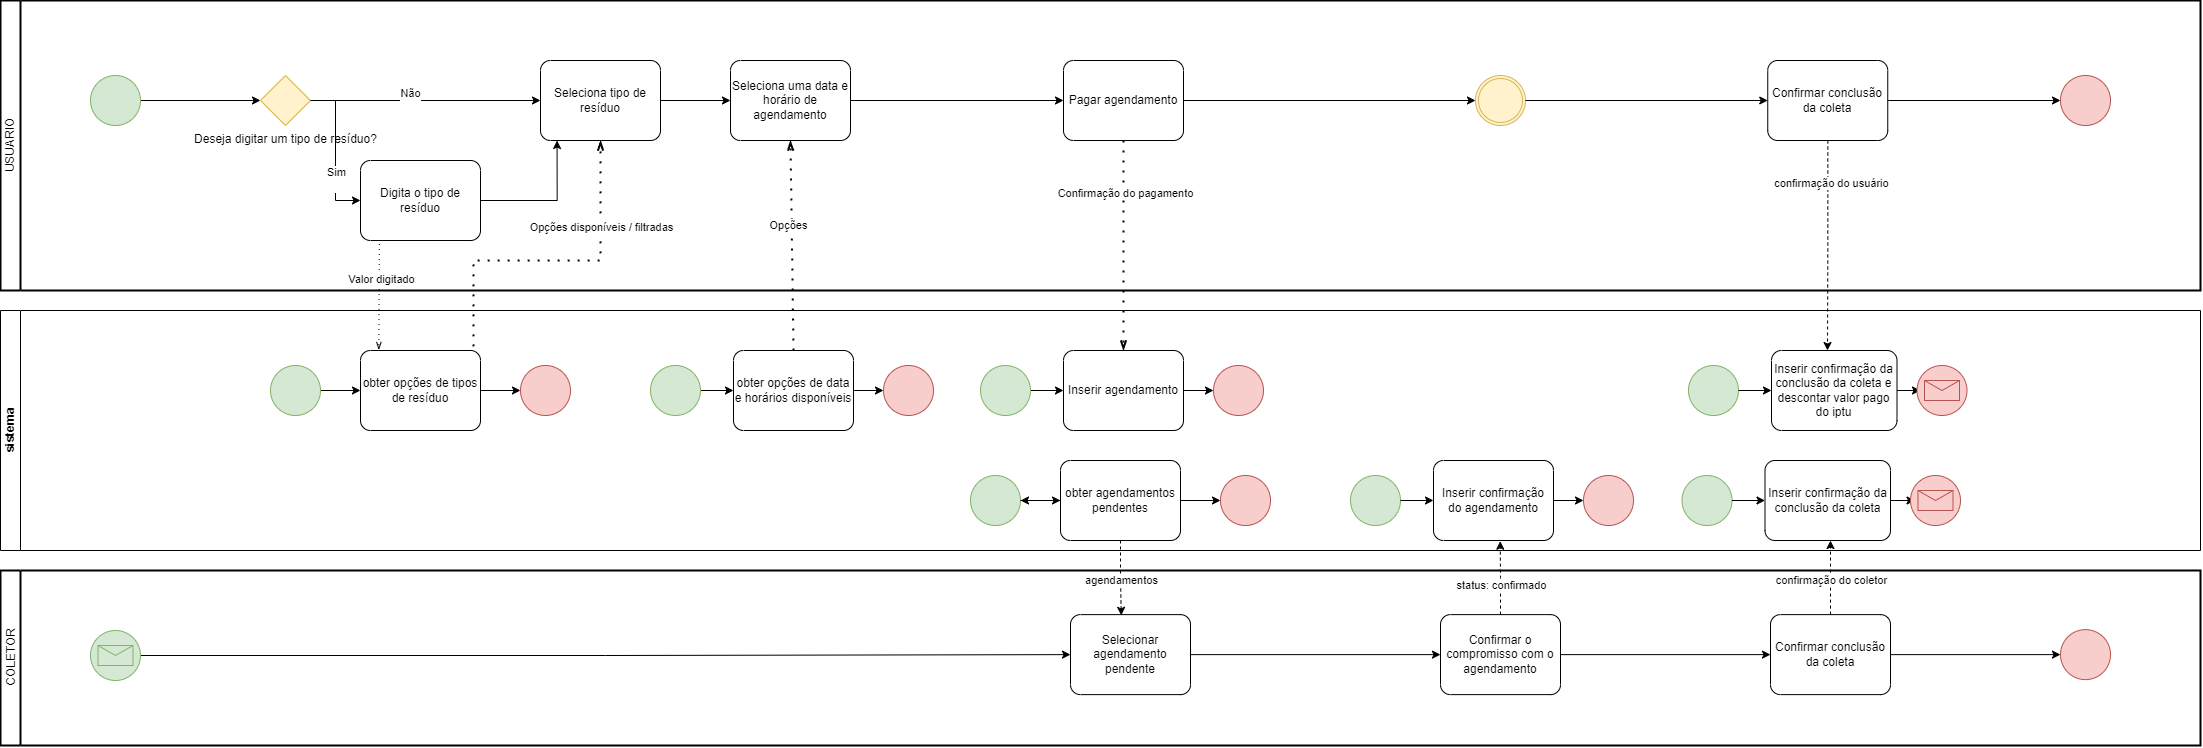 USUÁRIO
Não
Deseja digitar um tipo de resíduo?
Sim
Digita o tipo de
resíduo
Seleciona tipo de
resíduo
Seleciona uma data e
horário de
agendamento
Pagar agendamento
Confirmar conclusão
da coleta
Valor digitado
Opções disponíveis / filtradas
Opções
Confirmação do pagamento
confirmação do usuário
sistema
obter opções de tipos
de resíduo
obter opções de data
e horários disponíveis
Inserir agendamento
Inserir confirmação da
conclusão da coleta e
descontar valor pago
do iptu
obter agendamentos
pendentes
Inserir confirmação
do agendamento
Inserir confirmação da
conclusão da coleta
agendamentos
status: confirmado
confirmação do coletor
COLETOR
Selecionar
agendamento
pendente
Confirmar o
compromisso com o
agendamento
Confirmar conclusão
da coleta